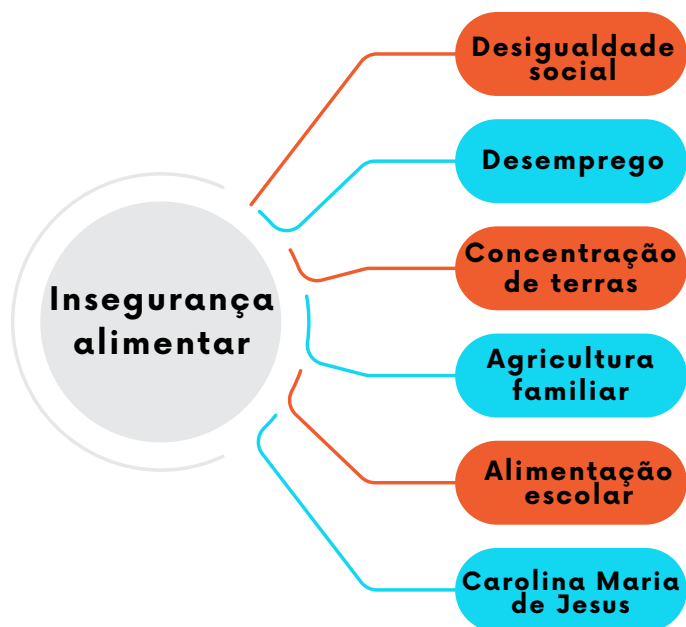 Insegurança
alimentar
Desigualdade
social
Desemprego
Concentração
de terras
Agricultura
familiar
Alimentação
escolar
Carolina Maria
de Jesus